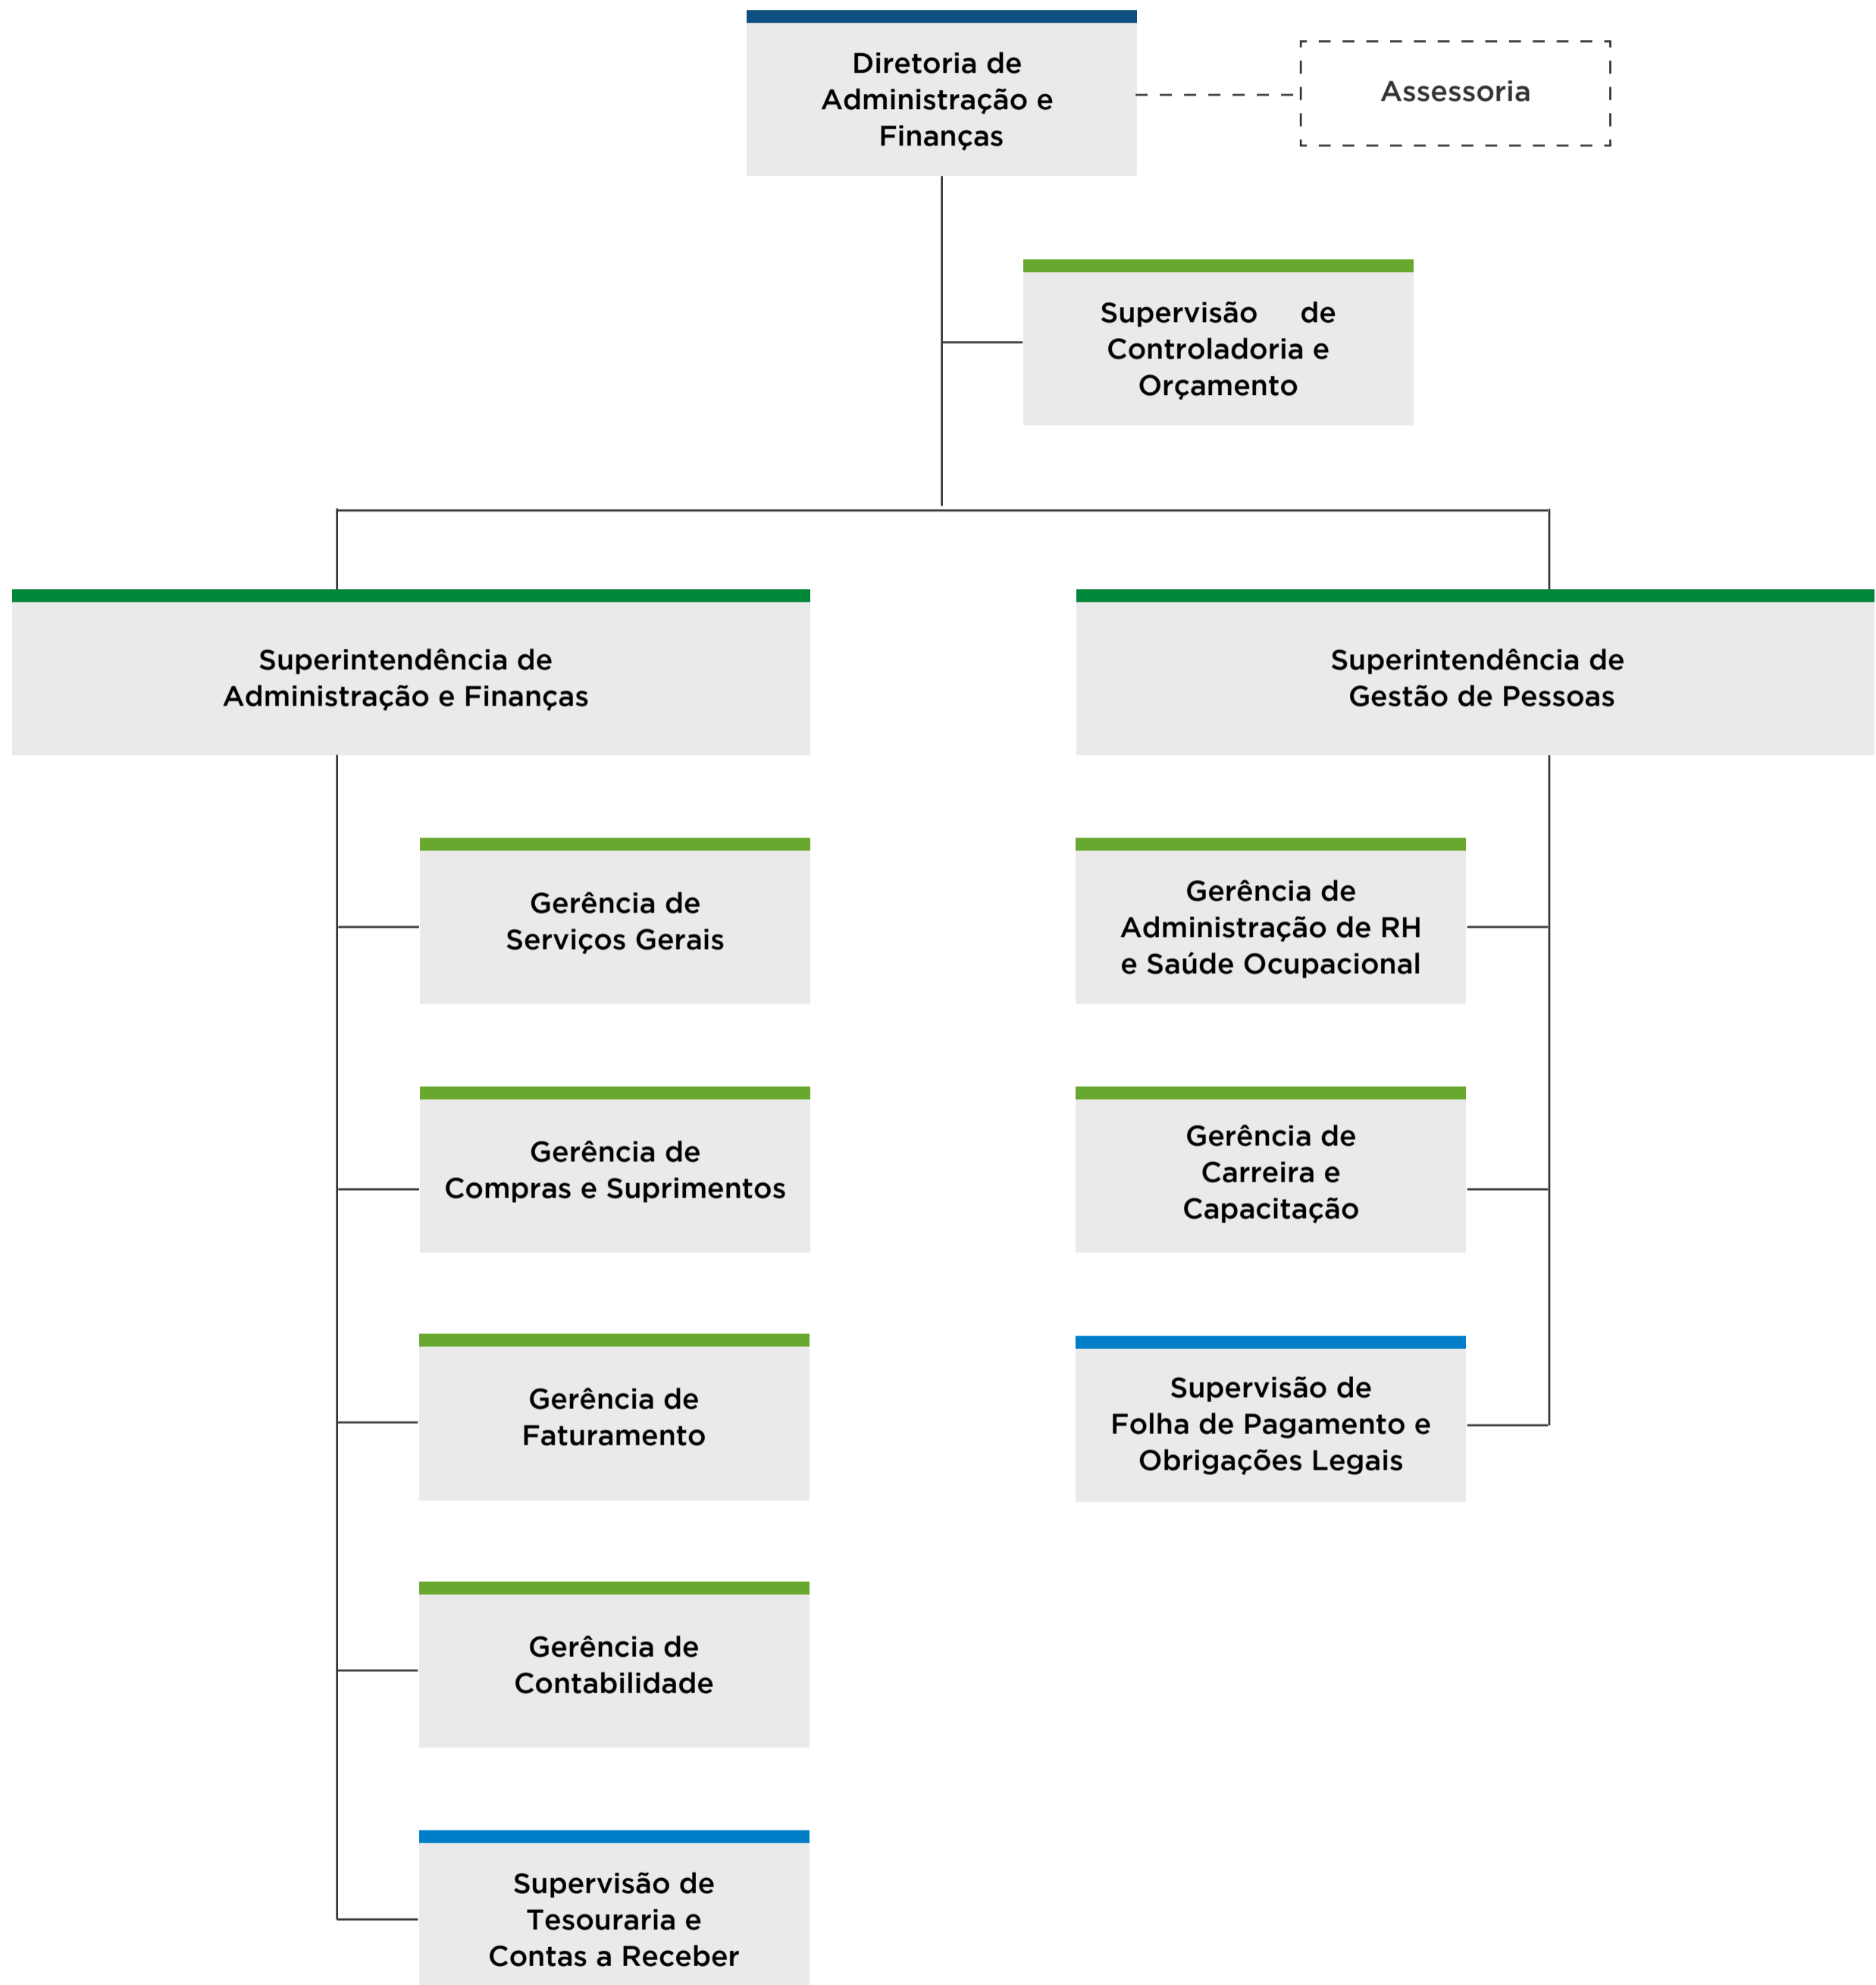 Diretoria de
Administração e
Finanças
Assessoria
Supervisão de
Controladoria e
Orçamento
Superintendência de
Administração e Finanças
Superintendência de
Gestão de Pessoas
Gerência de
Serviços Gerais
Gerência de
Administração de RH
e Saúde Ocupacional
Gerência de
Compras e Suprimentos
Gerência de
Carreira e
Capacitação
Gerência de
Faturamento
Supervisão de
Folha de Pagamento e
Obrigações Legais
Gerência de
Contabilidade
Supervisão de
Tesouraria e
Contas a Receber